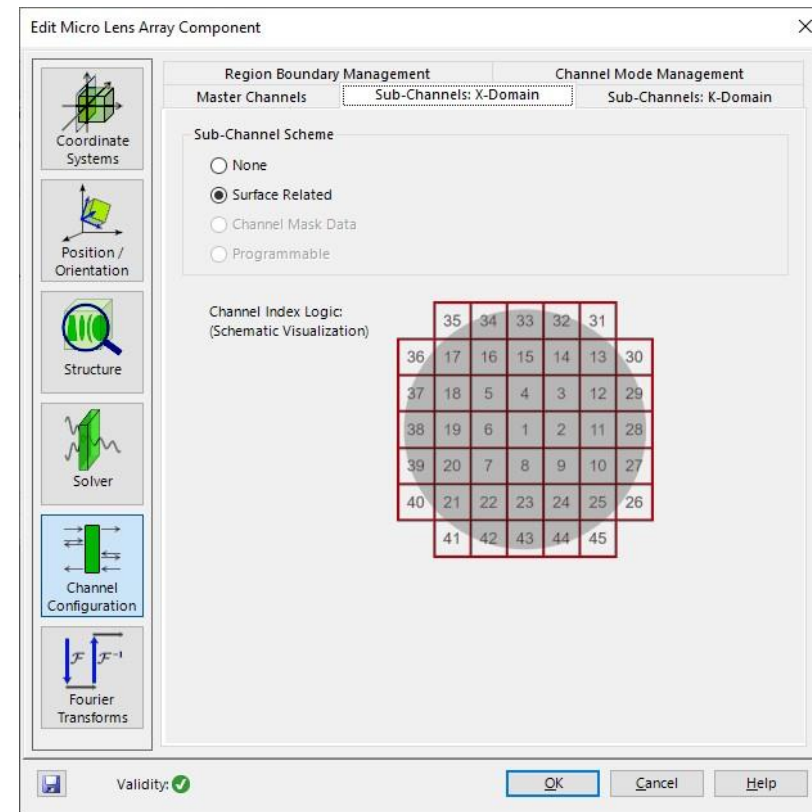 Edit Micro Lens Array Component
Coordinate
Systems
Position /
Orientation
Structure
Solver
Channel
Configuration
F F-1
Fourier
Transforms
Region Boundary Management Channel Mode Management
Master Channels Sub-Channels: X-Domain Sub-Channels: K-Domain
Sub-Channel Scheme
None
Surface Related
Channel Mask Data
Programmable
Channel Index Logic:
(Schematic Visualization)
35 34 33 32 31
36 17 16 15 14 13 30
37 18 5 4 3 12 29
38 19 6 1 2 11 28
39 20 7 8 9 10 27
40 21 22 23 24 25 26
41 42 43 44 45
Validity:
OK Cancel Help